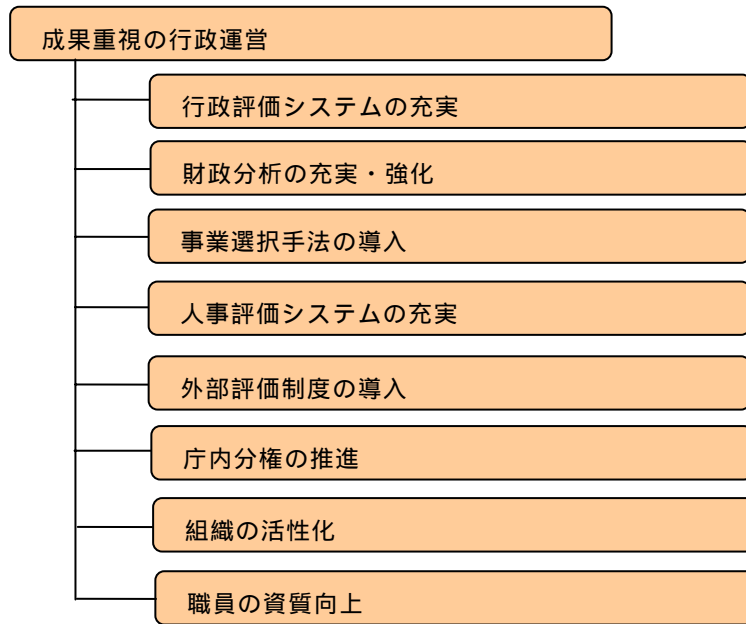 成果重視の行政運営
行政評価システムの充実
財政分析の充実・強化
事業選択手法の導入
人事評価システムの充実
外部評価制度の導入
庁内分権の推進
組織の活性化
職員の資質向上